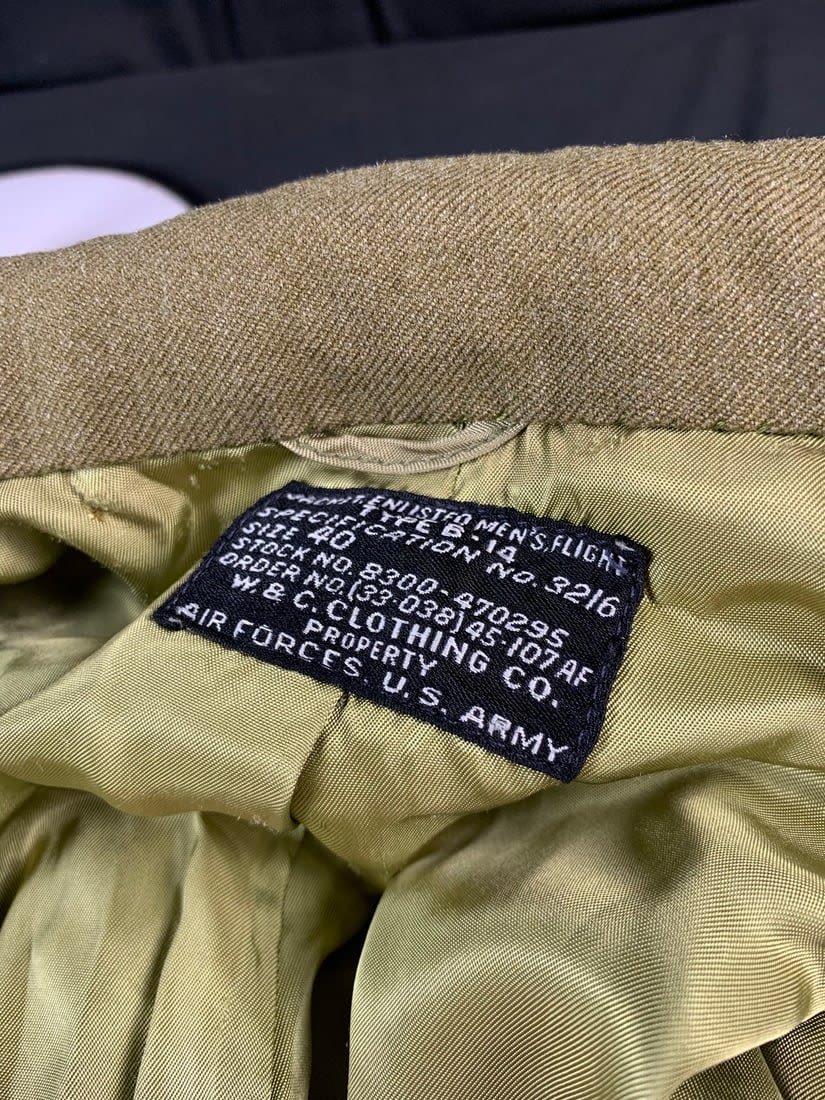 JACKET, ENLISTED MEN'S, FLIGHT
TYPE B-14
SPECIFICATION NO. 3216
SIZE 40
STOCK NO. 8300-470295
ORDER NO. (33-038) 45-107 AF
W. & C. CLOTHING CO.
PROPERTY
AIR FORCES, U.S. ARMY